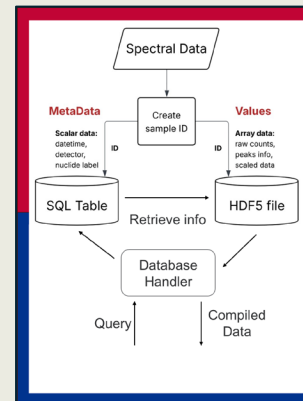 Spectral Data
MetaData
Create
sample ID
Values
Scalar data:
datetime,
detector,
nuclide label
ID
ID
Array data:
raw counts,
peaks info,
scaled data
SQL Table
Retrieve info
HDF5 file
Database
Handler
Query
Compiled
Data